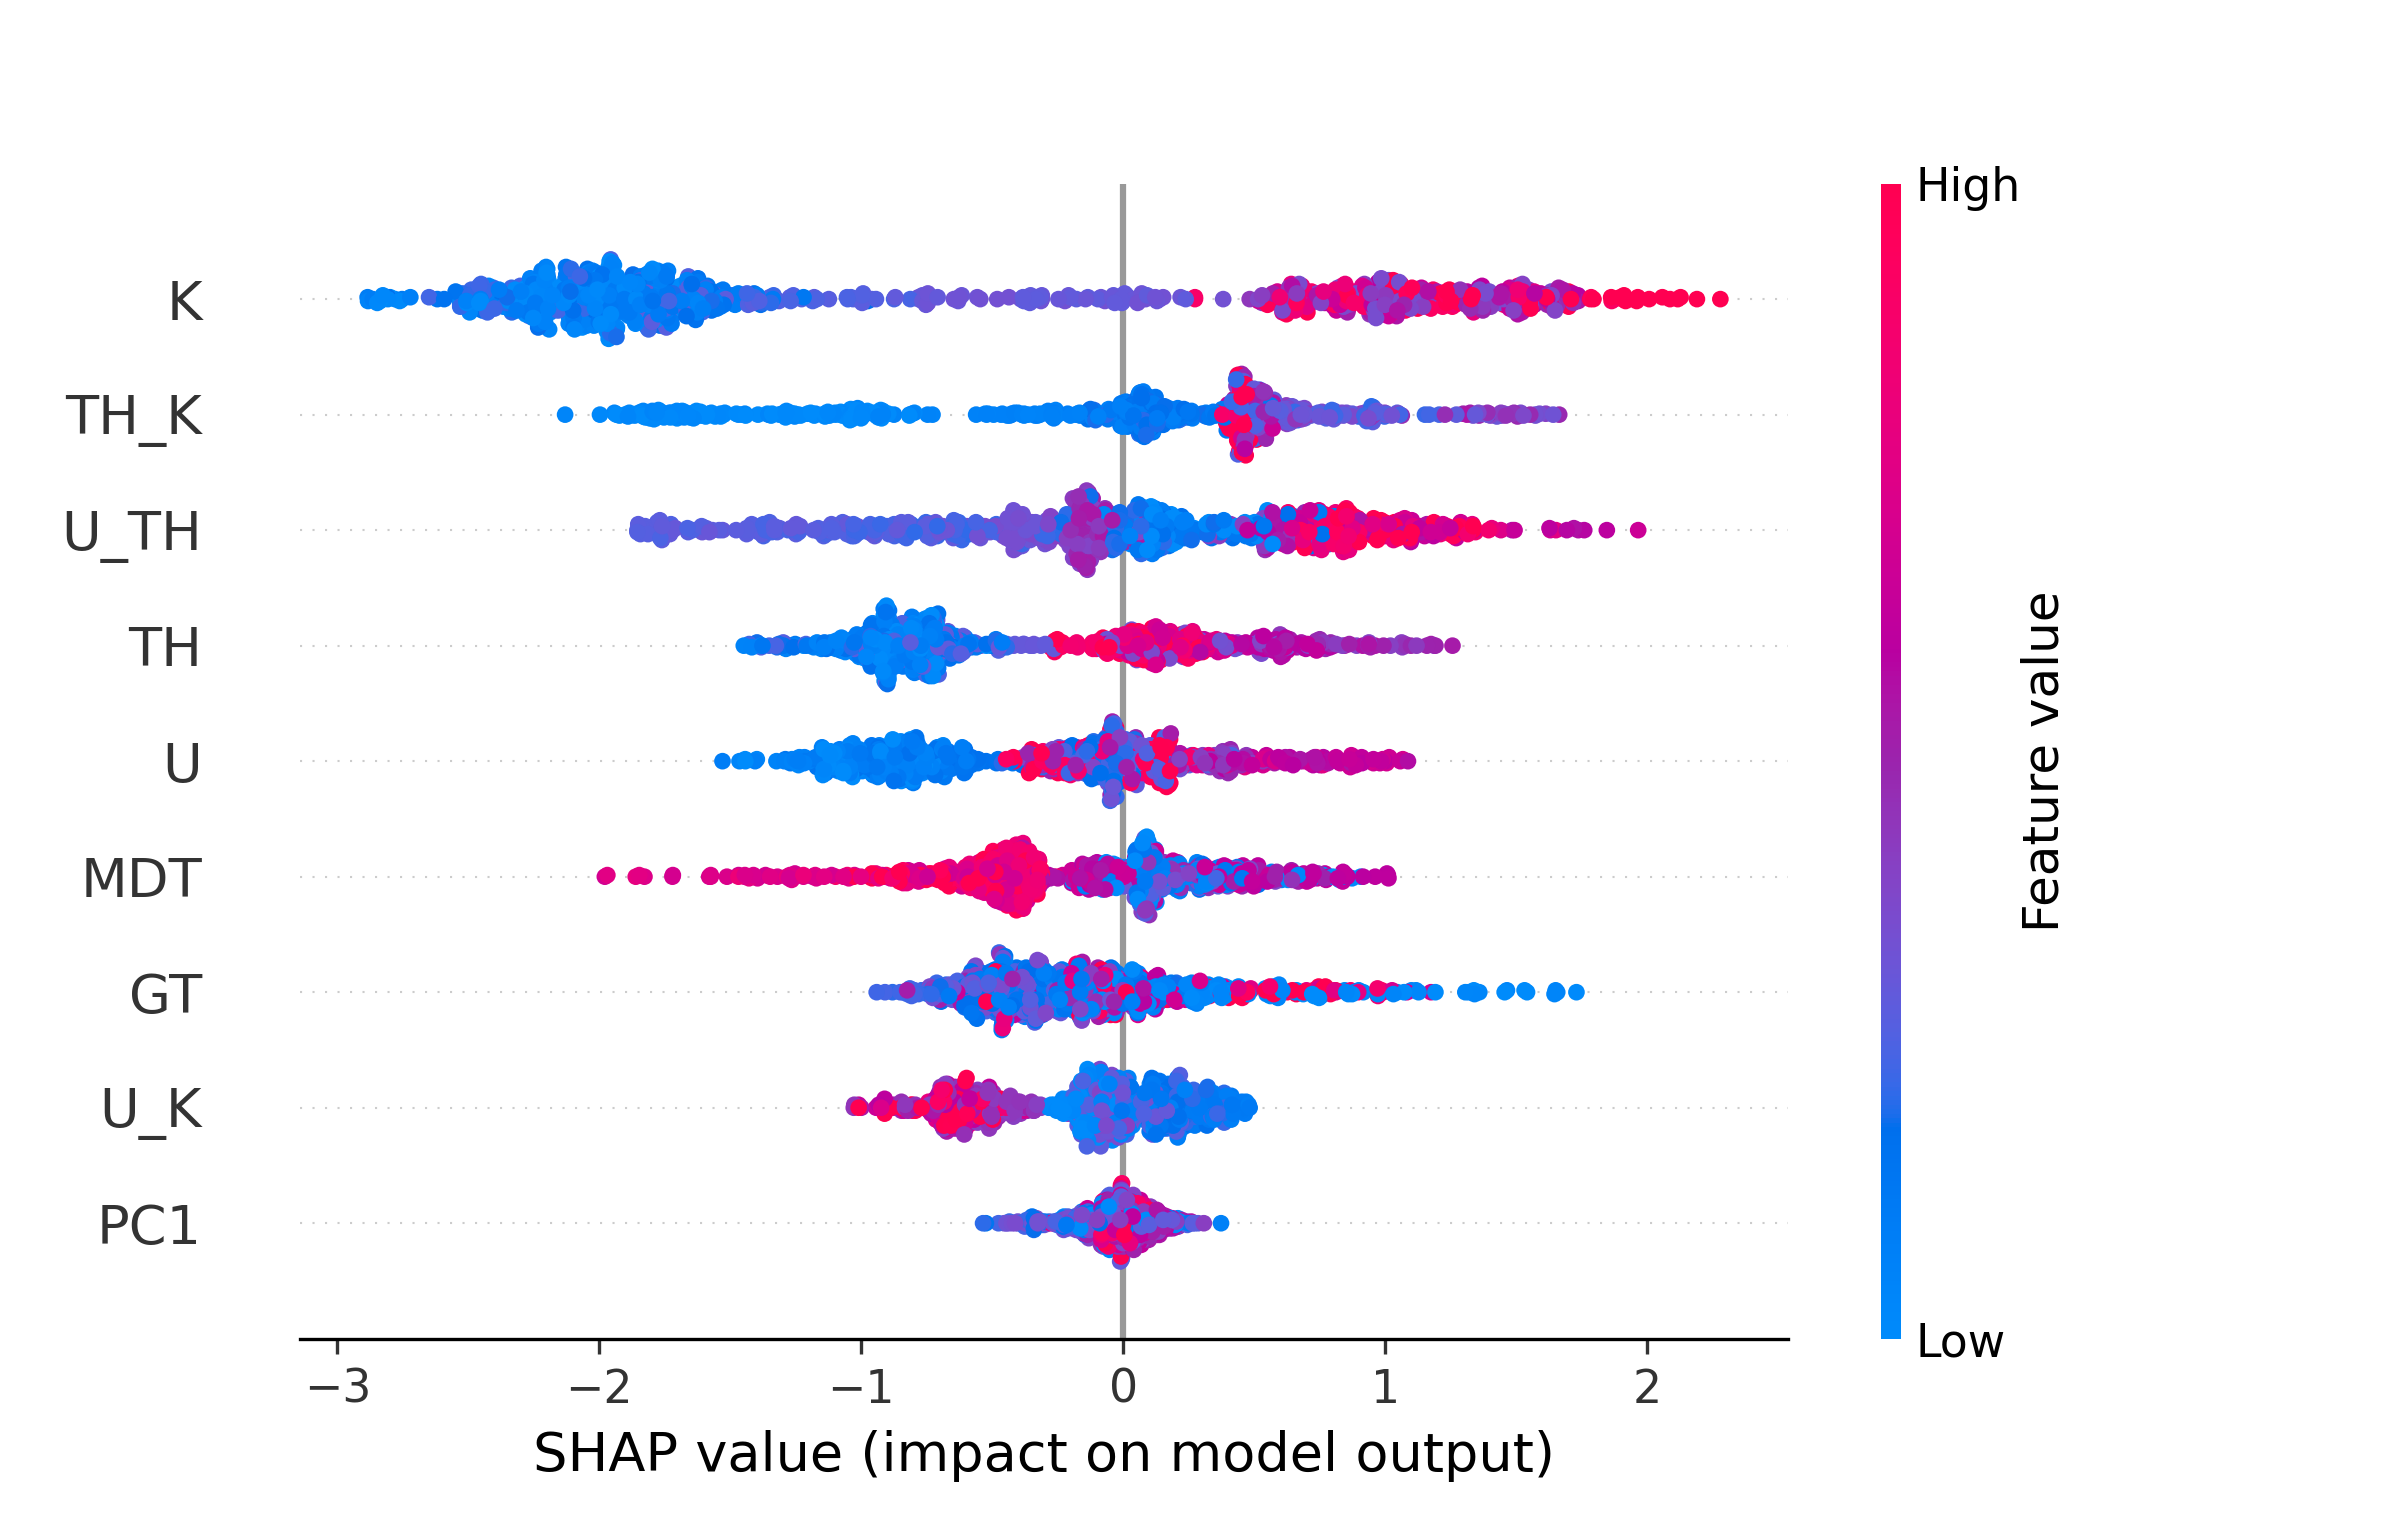 High
K
TH_K
U_TH
TH
U
MDT
GT
U_K
PC1
Feature value
Low
−3 −2 −1 0 1 2
SHAP value (impact on model output)